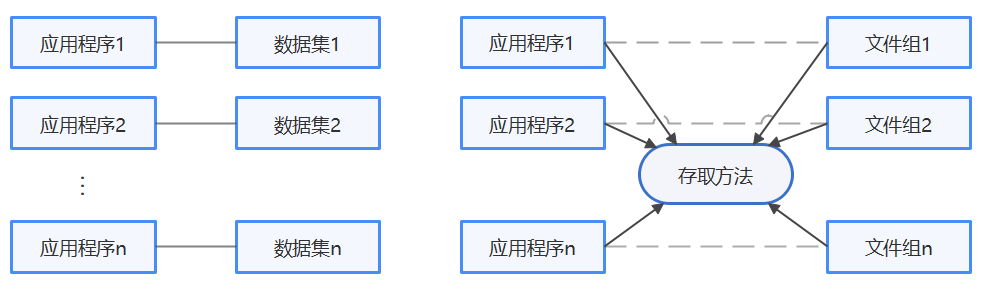 应用程序1 数据集1
应用程序2 数据集2
⋮
应用程序n 数据集n
应用程序1 文件组1
应用程序2 文件组2
存取方法
应用程序n 文件组n